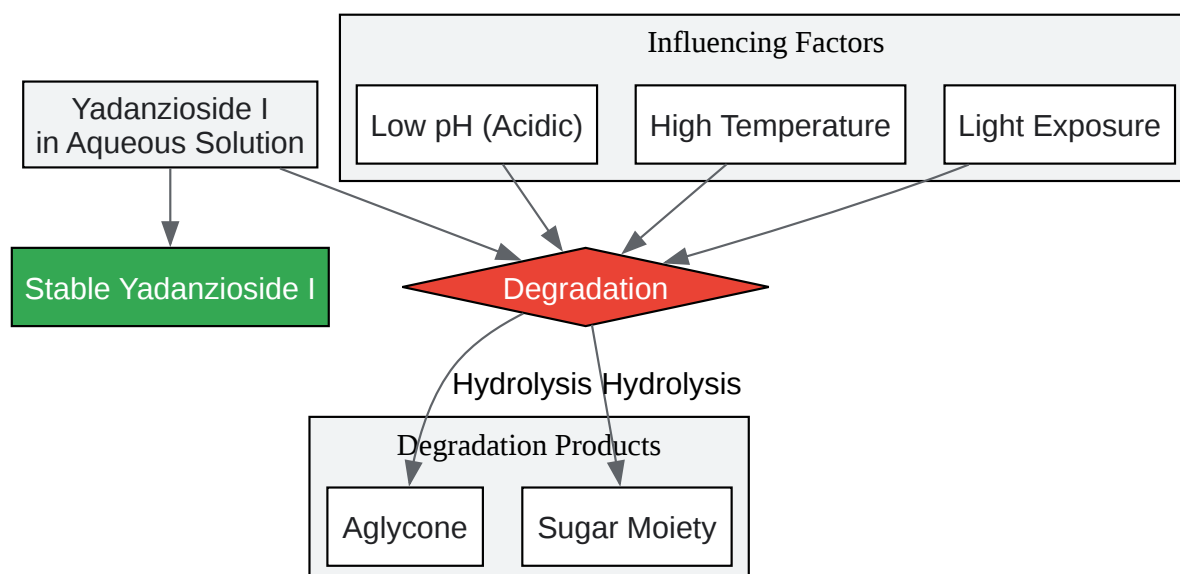 Influencing Factors
Yadanzioside I
in Aqueous Solution
Low pH (Acidic)
High Temperature
Light Exposure
Stable Yadanzioside I
Degradation
Hydrolysis
Hydrolysis
Degradation Products
Aglycone
Sugar Moiety